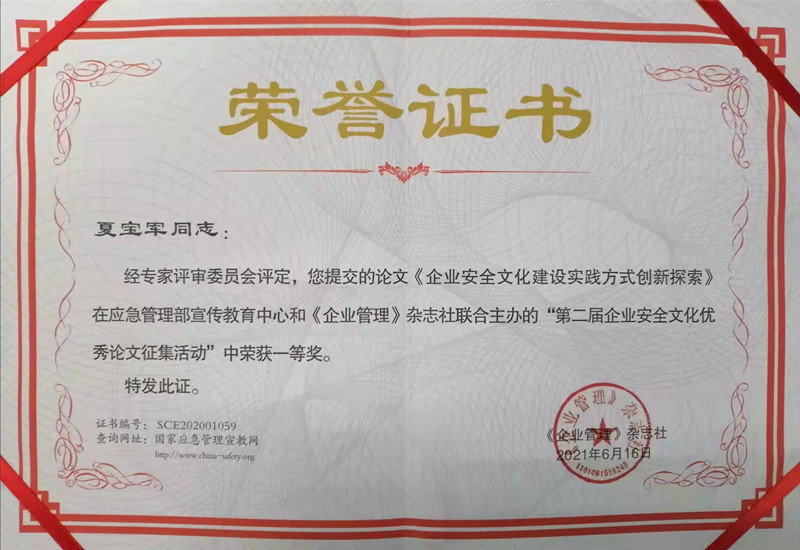 荣誉证书
夏宝军同志：
经专家评审委员会评定，您提交的论文《企业安全文化建设实践方式创新探索》
在应急管理部宣传教育中心和《企业管理》杂志社联合主办的“第二届企业安全文化优
秀论文征集活动”中荣获一等奖。
特发此证。
证书编号： SCE202001059
查询网址：国家应急管理宣教网
http://www.china-safety.org
《企业管理》杂志社
2021年6月16日
《企业管理》杂志社